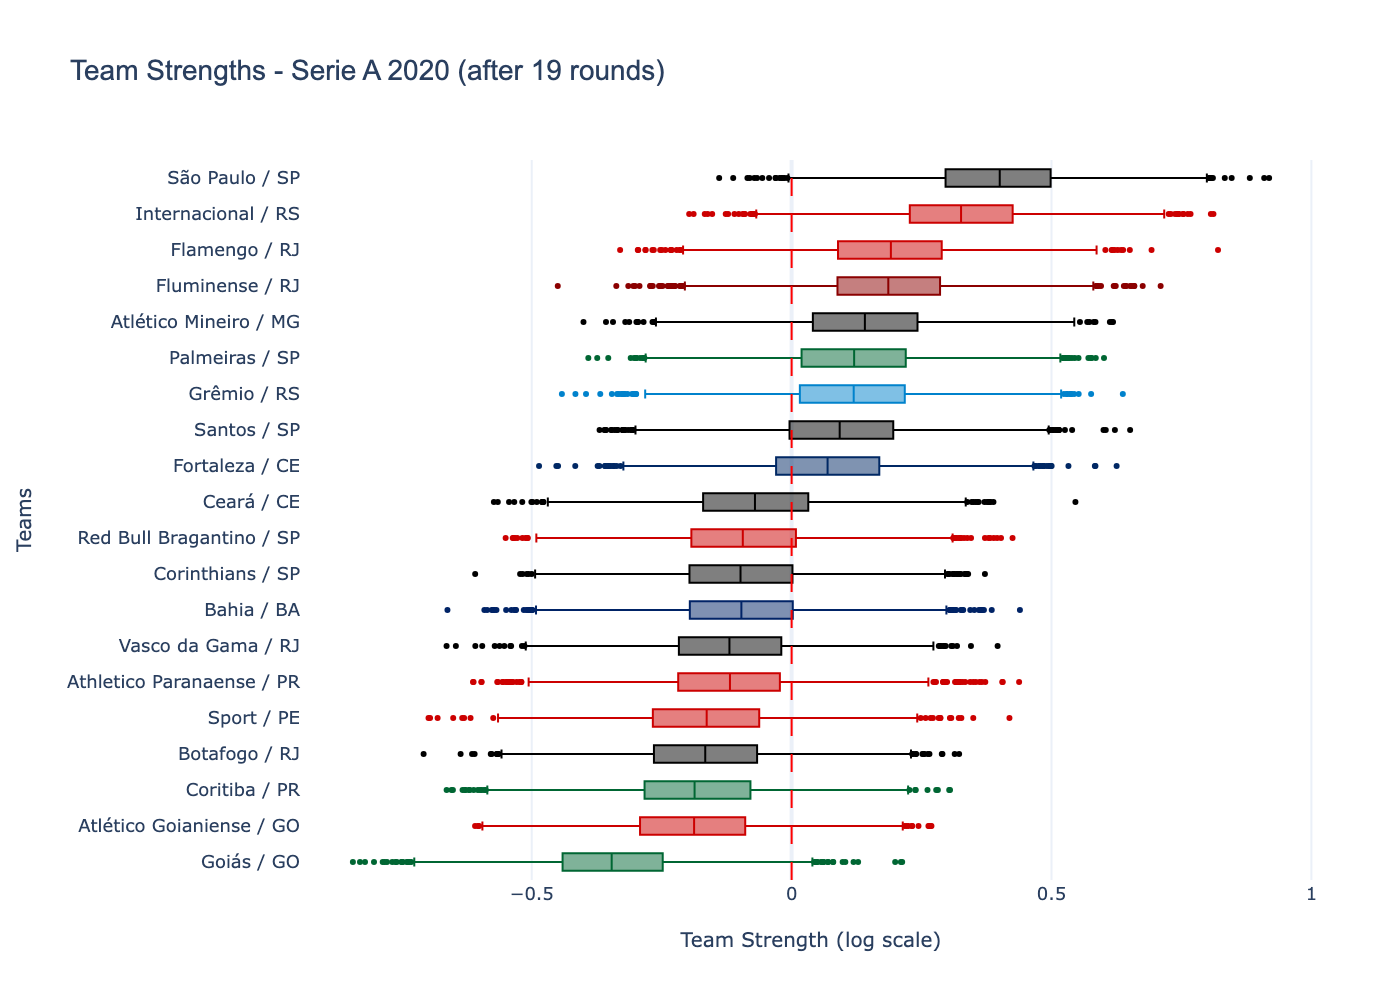 Team Strengths - Serie A 2020 (after 19 rounds)
São Paulo / SP
Internacional / RS
Flamengo / RJ
Fluminense / RJ
Atlético Mineiro / MG
Palmeiras / SP
Grêmio / RS
Santos / SP
Fortaleza / CE
Ceará / CE
Red Bull Bragantino / SP
Corinthians / SP
Bahia / BA
Vasco da Gama / RJ
Athletico Paranaense / PR
Sport / PE
Botafogo / RJ
Coritiba / PR
Atlético Goianiense / GO
Goiás / GO
Teams
−0.5 0 0.5 1
Team Strength (log scale)